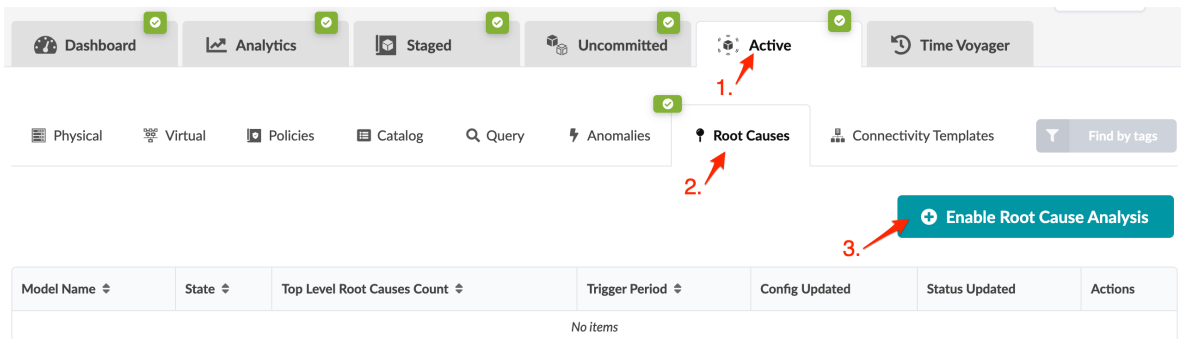 Dashboard Analytics Staged Uncommitted Active Time Voyager
1.
Physical Virtual Policies Catalog Query Anomalies Root Causes Connectivity Templates Find by tags
2.
Enable Root Cause Analysis
3.
Model Name State Top Level Root Causes Count Trigger Period Config Updated Status Updated Actions
No items